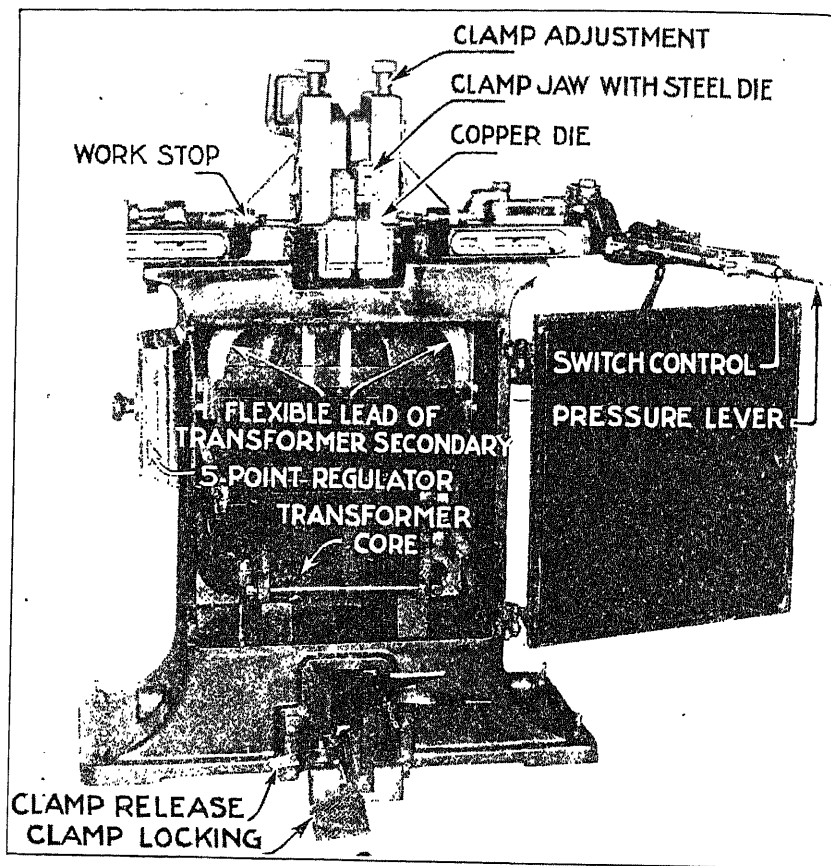 CLAMP ADJUSTMENT
CLAMP JAW WITH STEEL DIE
COPPER DIE
WORK STOP
SWITCH CONTROL
PRESSURE LEVER
FLEXIBLE LEAD OF
TRANSFORMER SECONDARY
5-POINT-REGULATOR
TRANSFORMER
CORE
CLAMP RELEASE
CLAMP LOCKING